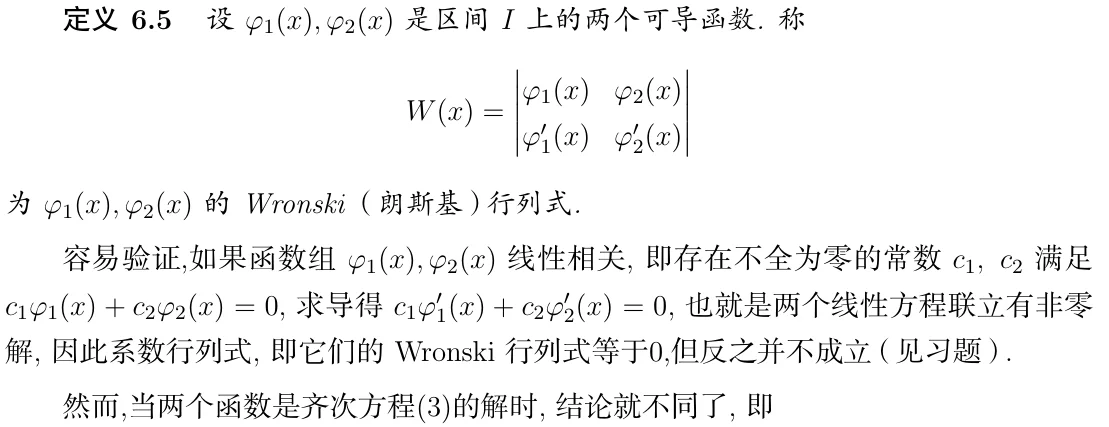 定义 6.5 设 φ₁(x), φ₂(x) 是区间 I 上的两个可导函数. 称
W(x) = | φ₁(x) φ₂(x) |
| φ₁′(x) φ₂′(x) |
为 φ₁(x), φ₂(x) 的 Wronski (朗斯基)行列式.
容易验证,如果函数组 φ₁(x), φ₂(x) 线性相关, 即存在不全为零的常数 c₁, c₂ 满足
c₁φ₁(x) + c₂φ₂(x) = 0, 求导得 c₁φ₁′(x) + c₂φ₂′(x) = 0, 也就是两个线性方程联立有非零
解, 因此系数行列式, 即它们的 Wronski 行列式等于0,但反之并不成立(见习题).
然而,当两个函数是齐次方程(3)的解时, 结论就不同了, 即